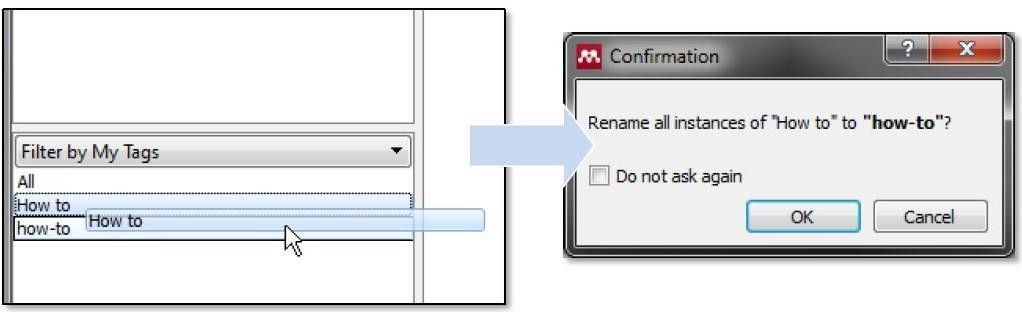 Filter by My Tags
All
How to
How to
how-to
Confirmation
?
X
Rename all instances of "How to" to "how-to"?
Do not ask again
OK
Cancel